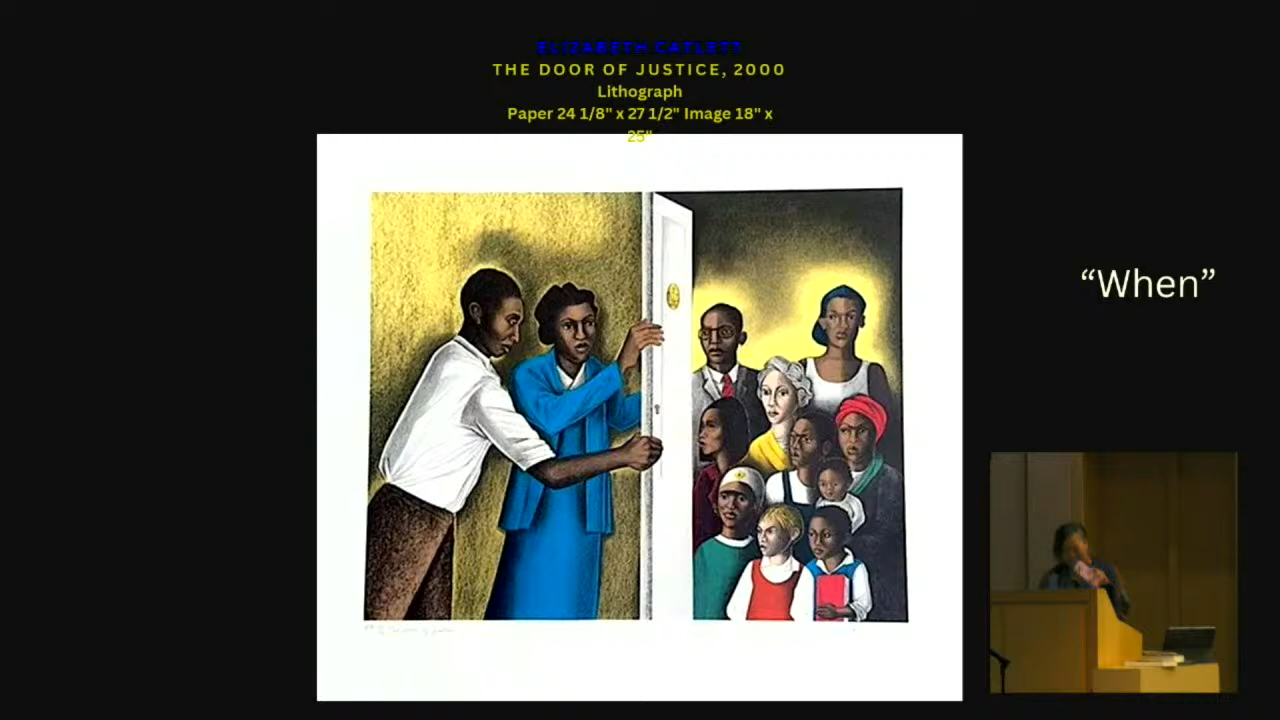 ELIZABETH CATLETT
THE DOOR OF JUSTICE, 2000
Lithograph
Paper 24 1/8" x 27 1/2" Image 18" x
25"
“When”